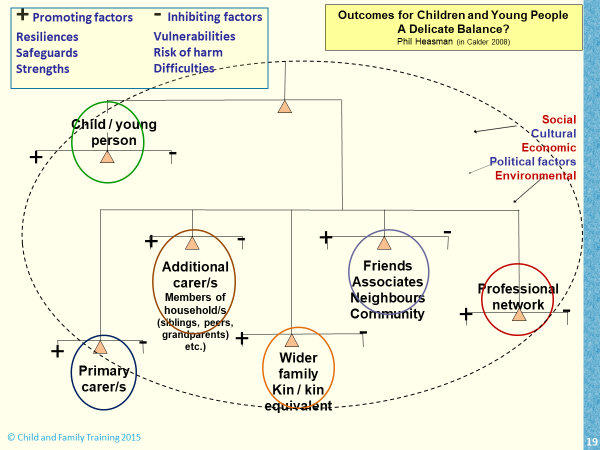 + Promoting factors
Resiliences
Safeguards
Strengths
- Inhibiting factors
Vulnerabilities
Risk of harm
Difficulties
Outcomes for Children and Young People
A Delicate Balance?
Phil Heasman (in Calder 2008)
Child / young
person
+ -
Social
Cultural
Economic
Political factors
Environmental
+ -
Additional
carer/s
Members of
household/s
(siblings, peers,
grandparents)
etc.)
+ -
Friends
Associates
Neighbours
Community
Professional
network
+ -
+ -
Primary
carer/s
+ -
Wider
family
Kin / kin
equivalent
© Child and Family Training 2015
19